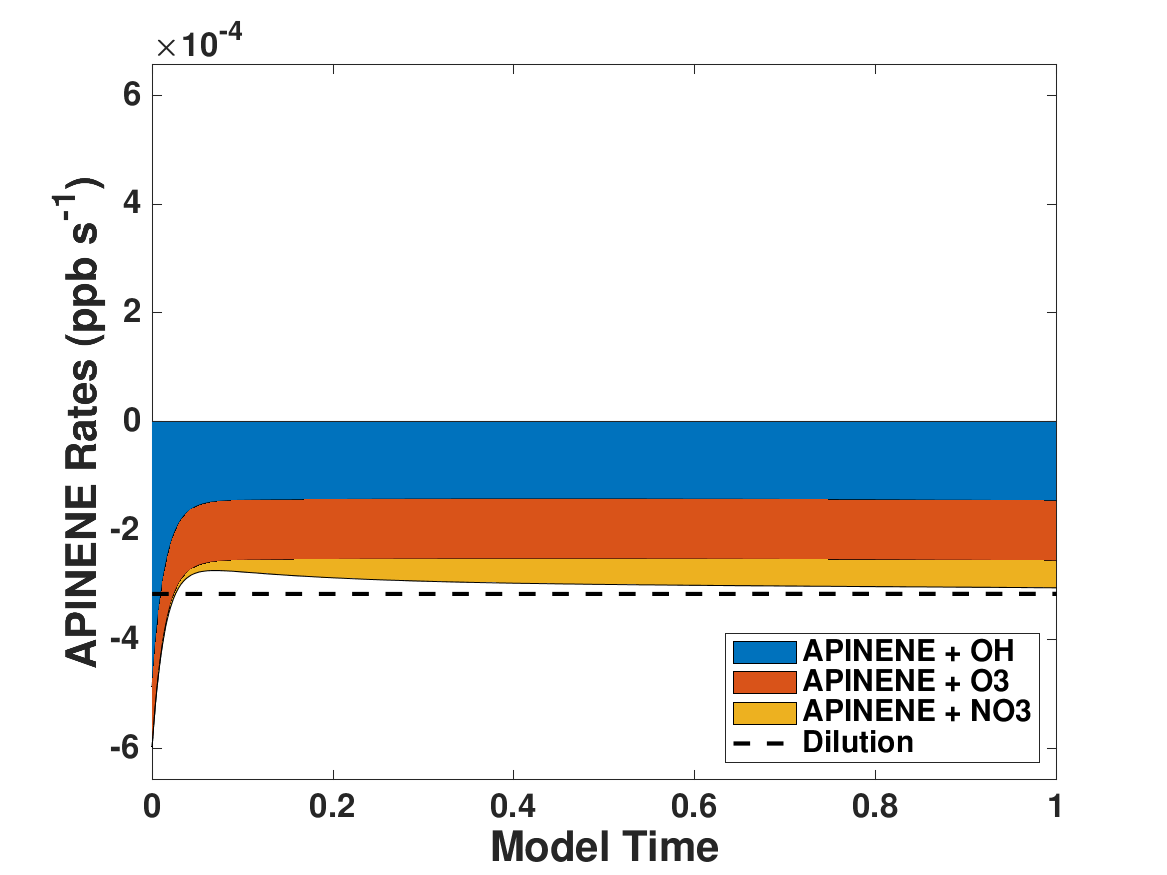 ×10-4
6
4
2
0
-2
-4
-6
APINENE Rates (ppb s-1)
APINENE + OH
APINENE + O3
APINENE + NO3
Dilution
0 0.2 0.4 0.6 0.8 1
Model Time